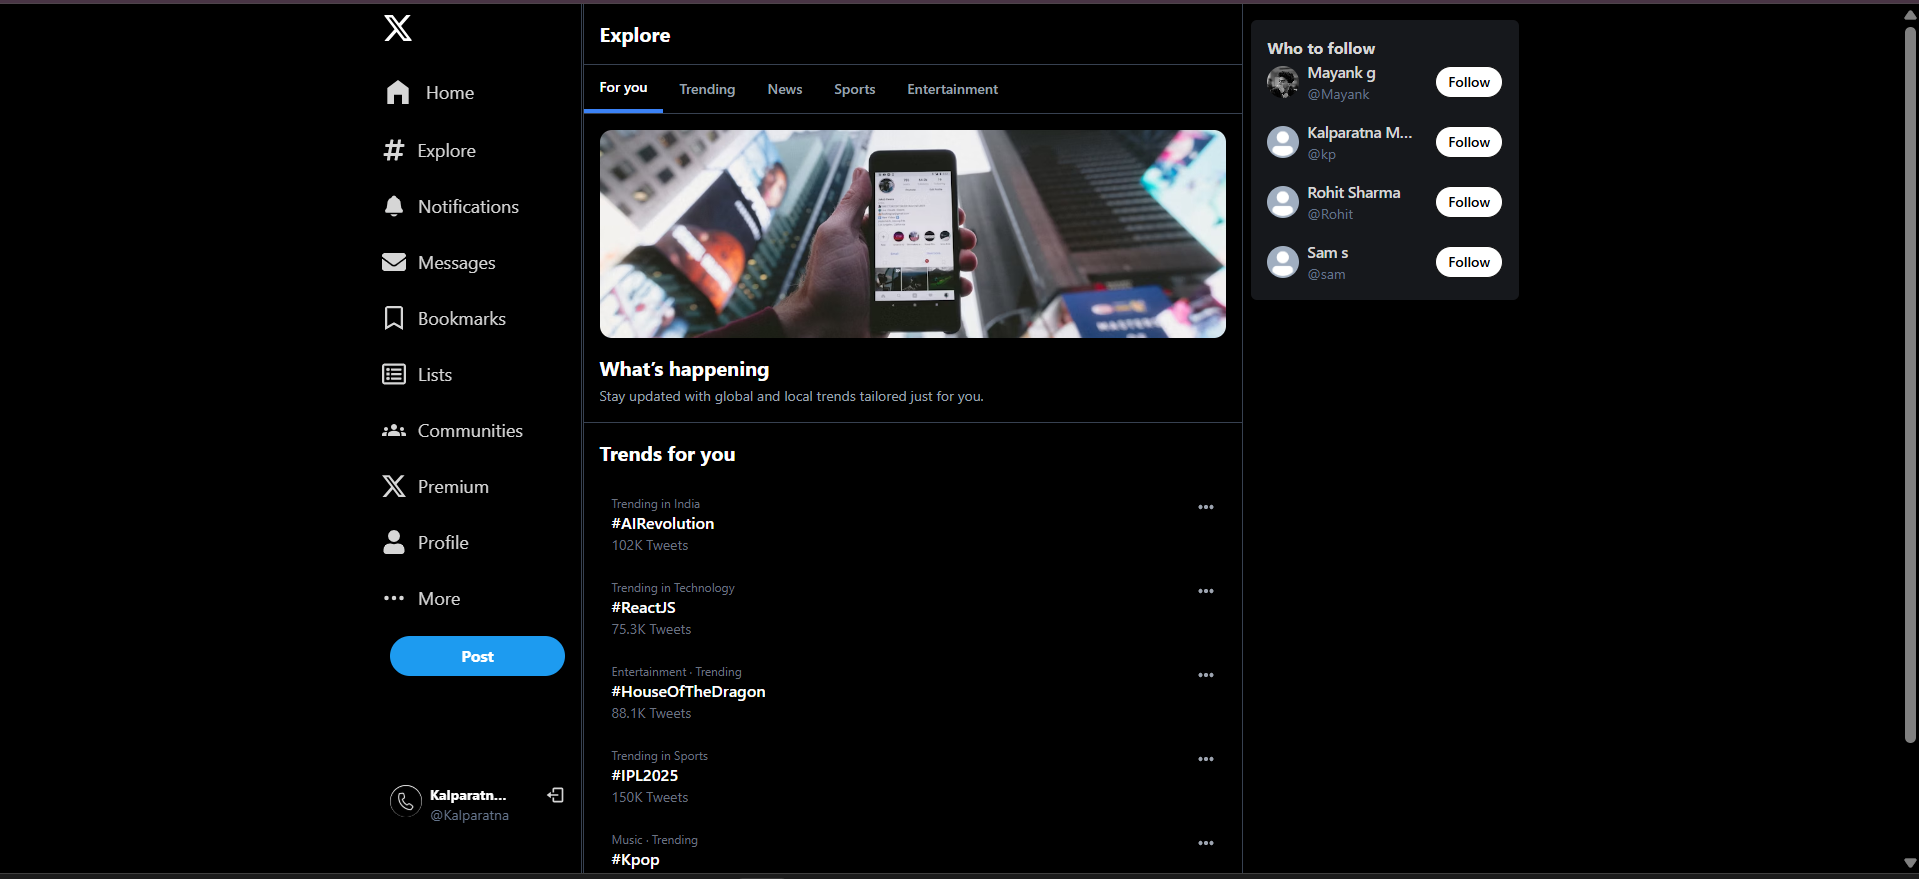 Home
Explore
Notifications
Messages
Bookmarks
Lists
Communities
Premium
Profile
More
Post
Kalparatn...
@Kalparatna
Explore
For you
Trending
News
Sports
Entertainment
What's happening
Stay updated with global and local trends tailored just for you.
Trends for you
Trending in India
#AIRevolution
102K Tweets
Trending in Technology
#ReactJS
75.3K Tweets
Entertainment · Trending
#HouseOfTheDragon
88.1K Tweets
Trending in Sports
#IPL2025
150K Tweets
Music · Trending
#Kpop
Who to follow
Mayank g
@Mayank
Follow
Kalparatna M...
@kp
Follow
Rohit Sharma
@Rohit
Follow
Sam s
@sam
Follow